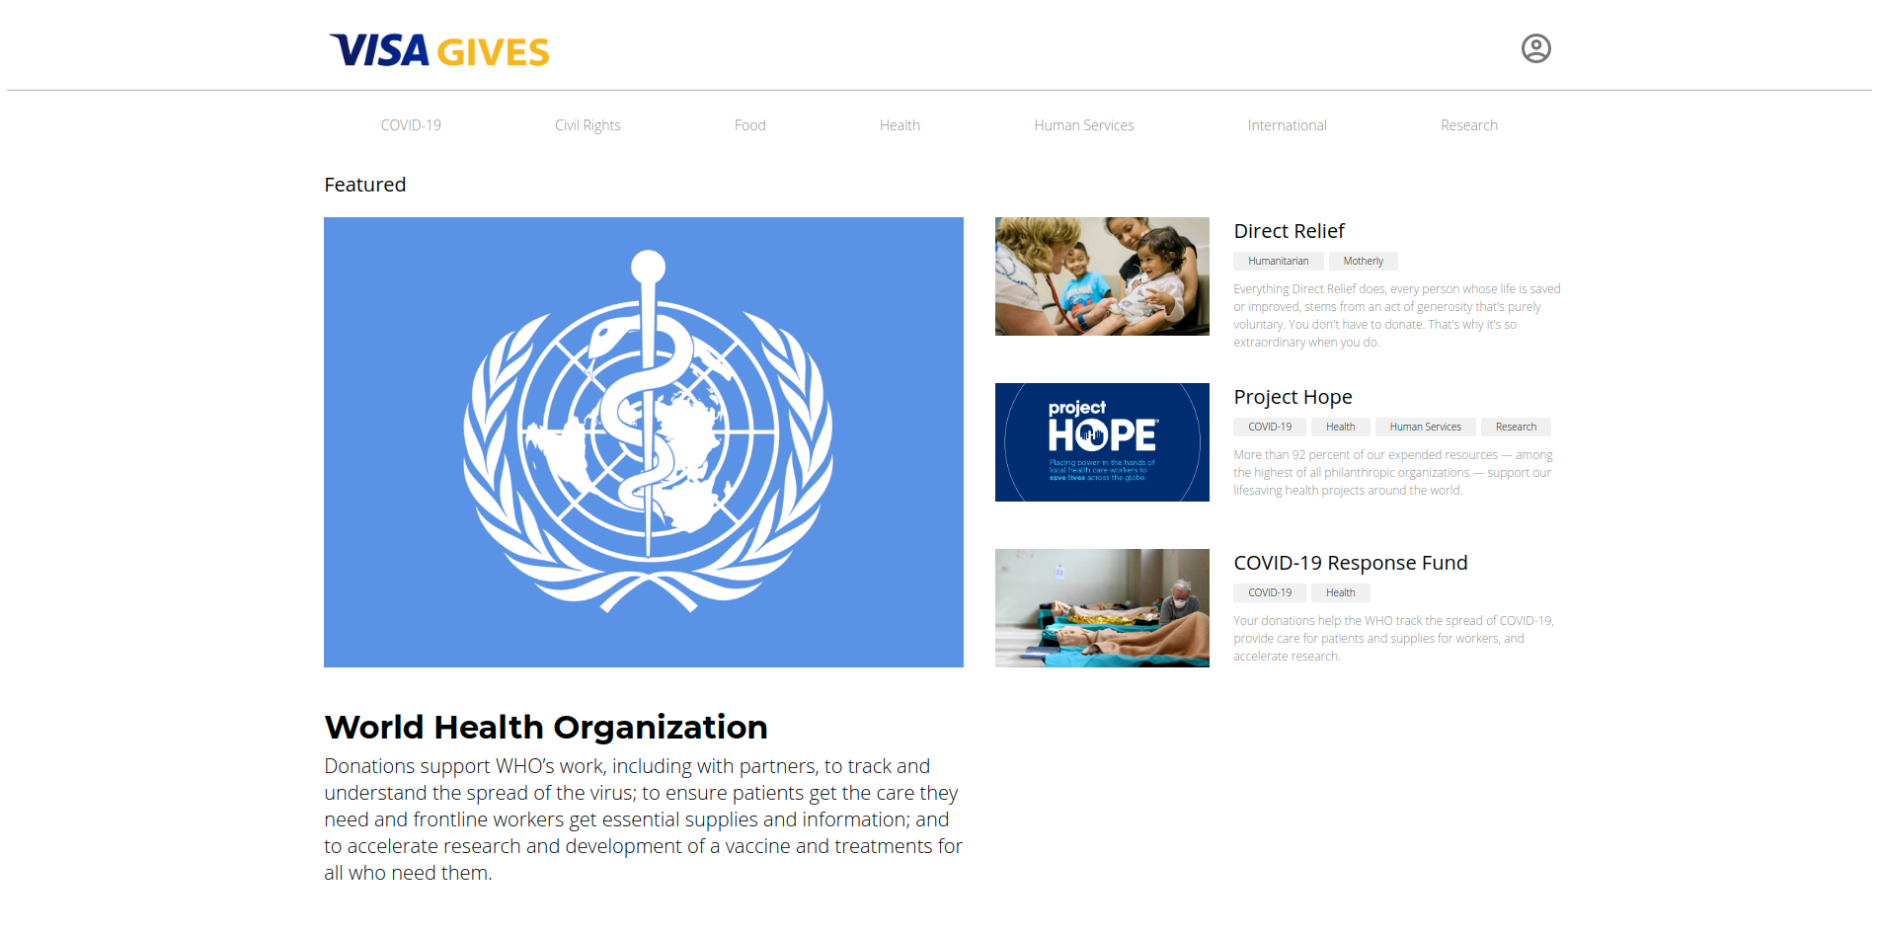 VISA GIVES
COVID-19
Civil Rights
Food
Health
Human Services
International
Research
Featured
Direct Relief
Humanitarian
Motherly
Everything Direct Relief does, every person whose life is saved
or improved, stems from an act of generosity that's purely
voluntary. You don't have to donate. That's why it's so
extraordinary when you do.
project
HOPE
Placing power in the hands of
local health care workers to
save lives across the globe.
Project Hope
COVID-19
Health
Human Services
Research
More than 92 percent of our expended resources — among
the highest of all philanthropic organizations — support our
lifesaving health projects around the world.
COVID-19 Response Fund
COVID-19
Health
Your donations help the WHO track the spread of COVID-19,
provide care for patients and supplies for workers, and
accelerate research.
World Health Organization
Donations support WHO’s work, including with partners, to track and
understand the spread of the virus; to ensure patients get the care they
need and frontline workers get essential supplies and information; and
to accelerate research and development of a vaccine and treatments for
all who need them.